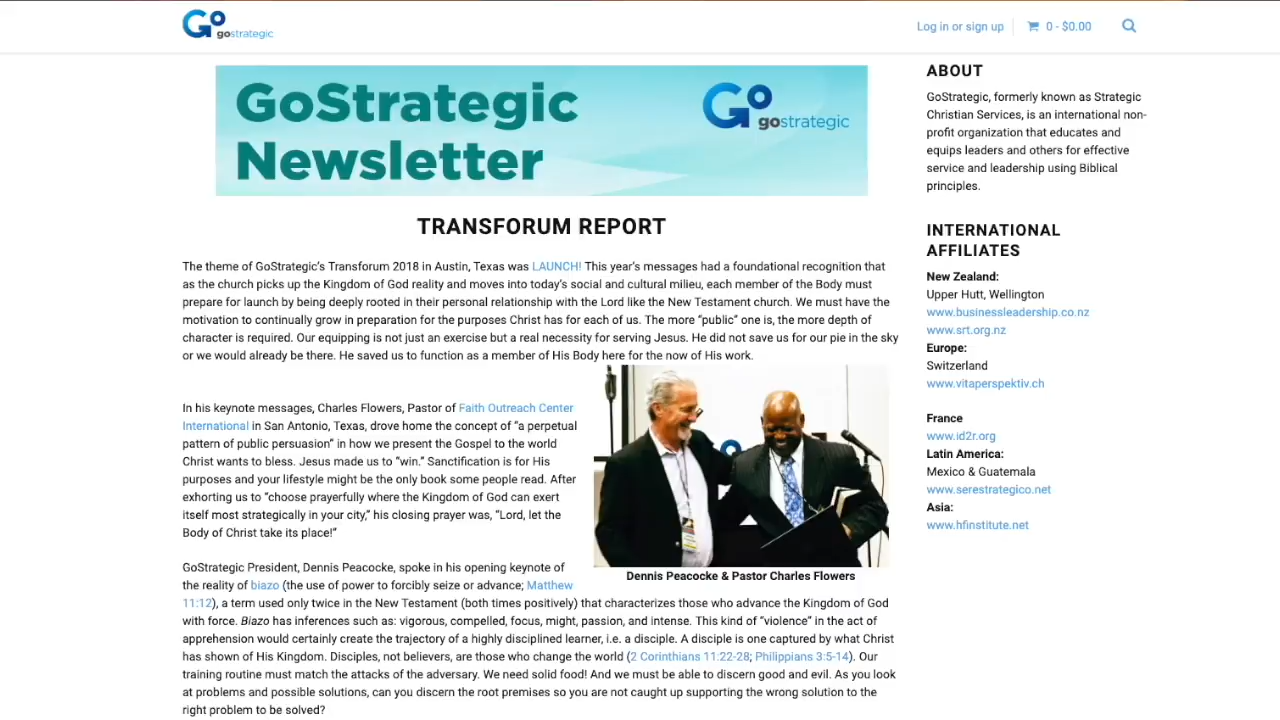 Go gostrategic
Log in or sign up
0 - $0.00
GoStrategic
Newsletter
Go gostrategic
TRANSFORUM REPORT
The theme of GoStrategic's Transforum 2018 in Austin, Texas was LAUNCH! This year's messages had a foundational recognition that
as the church picks up the Kingdom of God reality and moves into today's social and cultural milieu, each member of the Body must
prepare for launch by being deeply rooted in their personal relationship with the Lord like the New Testament church. We must have the
motivation to continually grow in preparation for the purposes Christ has for each of us. The more “public” one is, the more depth of
character is required. Our equipping is not just an exercise but a real necessity for serving Jesus. He did not save us for our pie in the sky
or we would already be there. He saved us to function as a member of His Body here for the now of His work.
In his keynote messages, Charles Flowers, Pastor of Faith Outreach Center
International in San Antonio, Texas, drove home the concept of “a perpetual
pattern of public persuasion” in how we present the Gospel to the world
Christ wants to bless. Jesus made us to “win.” Sanctification is for His
purposes and your lifestyle might be the only book some people read. After
exhorting us to “choose prayerfully where the Kingdom of God can exert
itself most strategically in your city,” his closing prayer was, “Lord, let the
Body of Christ take its place!”
Dennis Peacocke & Pastor Charles Flowers
GoStrategic President, Dennis Peacocke, spoke in his opening keynote of
the reality of biazo (the use of power to forcibly seize or advance; Matthew
11:12), a term used only twice in the New Testament (both times positively) that characterizes those who advance the Kingdom of God
with force. Biazo has inferences such as: vigorous, compelled, focus, might, passion, and intense. This kind of “violence” in the act of
apprehension would certainly create the trajectory of a highly disciplined learner, i.e. a disciple. A disciple is one captured by what Christ
has shown of His Kingdom. Disciples, not believers, are those who change the world (2 Corinthians 11:22-28; Philippians 3:5-14). Our
training routine must match the attacks of the adversary. We need solid food! And we must be able to discern good and evil. As you look
at problems and possible solutions, can you discern the root premises so you are not caught up supporting the wrong solution to the
right problem to be solved?
ABOUT
GoStrategic, formerly known as Strategic
Christian Services, is an international non-
profit organization that educates and
equips leaders and others for effective
service and leadership using Biblical
principles.
INTERNATIONAL
AFFILIATES
New Zealand:
Upper Hutt, Wellington
www.businessleadership.co.nz
www.srt.org.nz
Europe:
Switzerland
www.vitaperspektiv.ch
France
www.id2r.org
Latin America:
Mexico & Guatemala
www.serestrategico.net
Asia:
www.hfinstitute.net